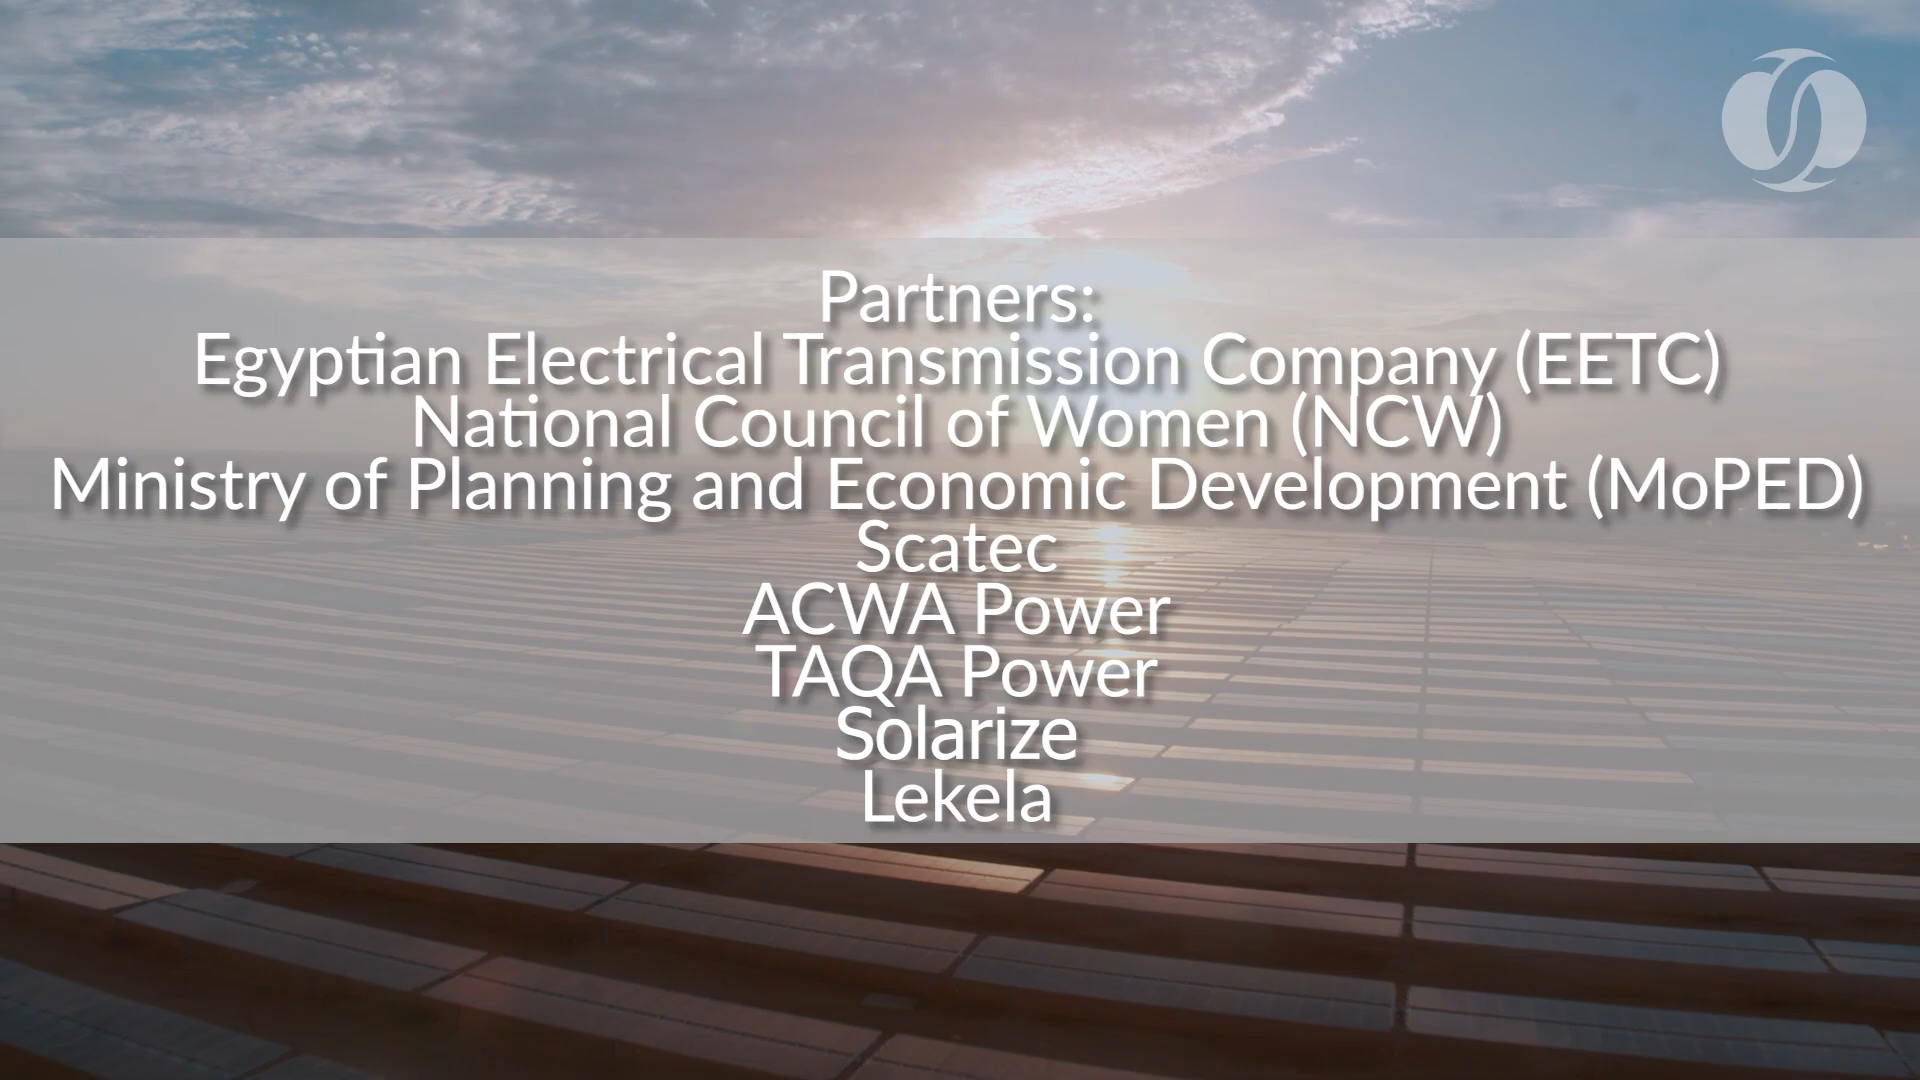 Partners:
Egyptian Electrical Transmission Company (EETC)
National Council of Women (NCW)
Ministry of Planning and Economic Development (MoPED)
Scatec
ACWA Power
TAQA Power
Solarize
Lekela